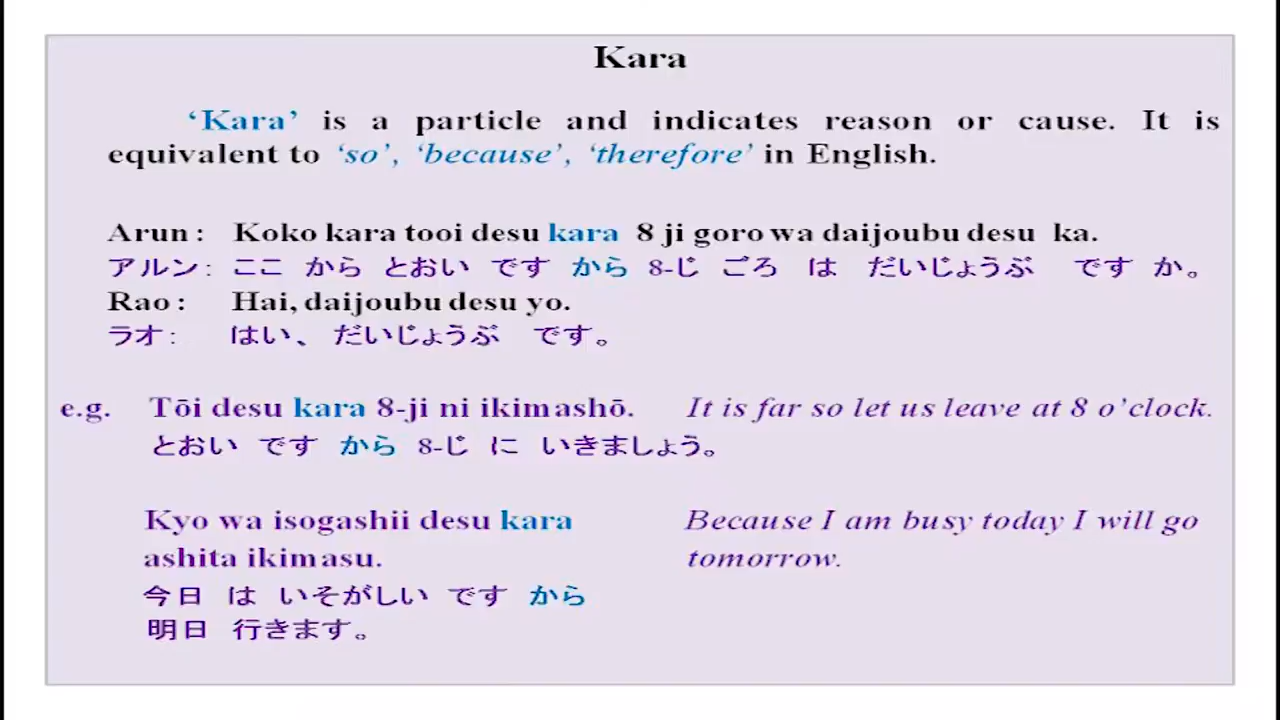 Kara
‘Kara’ is a particle and indicates reason or cause. It is
equivalent to ‘so’, ‘because’, ‘therefore’ in English.
Arun : Koko kara tooi desu kara 8 ji goro wa daijoubu desu ka.
アルン: ここ から とおい です から 8-じ ごろ は だいじょうぶ です か。
Rao : Hai, daijoubu desu yo.
ラオ: はい、 だいじょうぶ です。
e.g. Tōi desu kara 8-ji ni ikimashō. It is far so let us leave at 8 o’clock.
とおい です から 8-じ に いきましょう。
Kyo wa isogashii desu kara Because I am busy today I will go
ashita ikimasu. tomorrow.
今日 は いそがしい です から
明日 行きます。